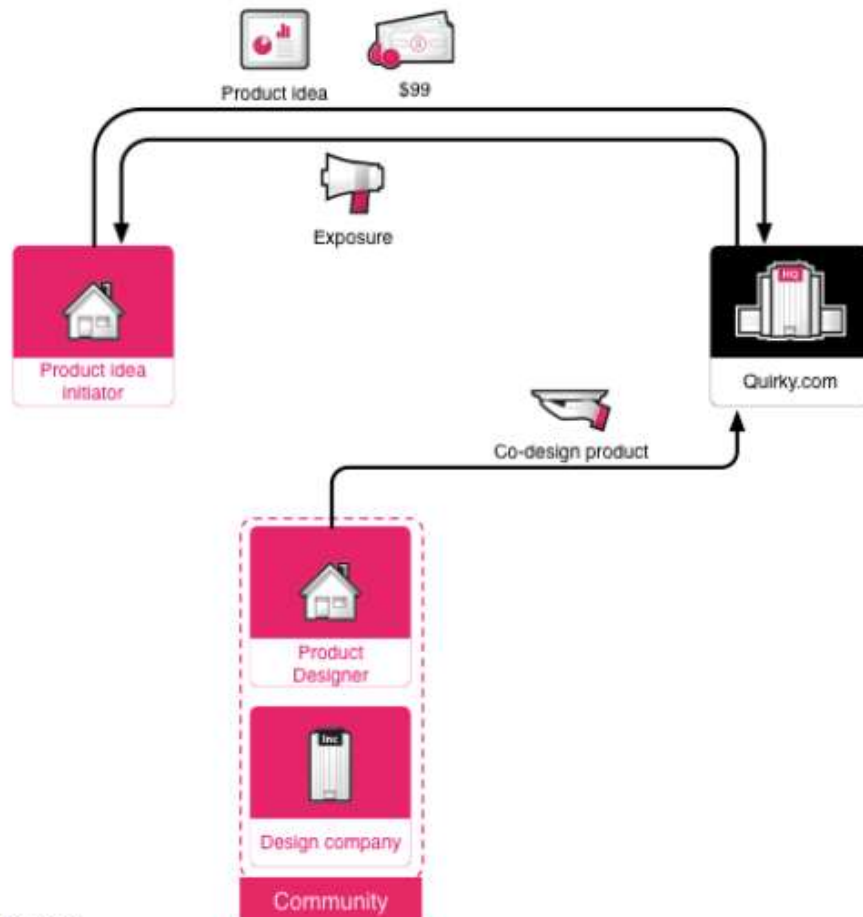 Product idea
$99
Exposure
HQ
Product idea
initiator
Quirky.com
Co-design product
Product
Designer
Inc
Design company
Community